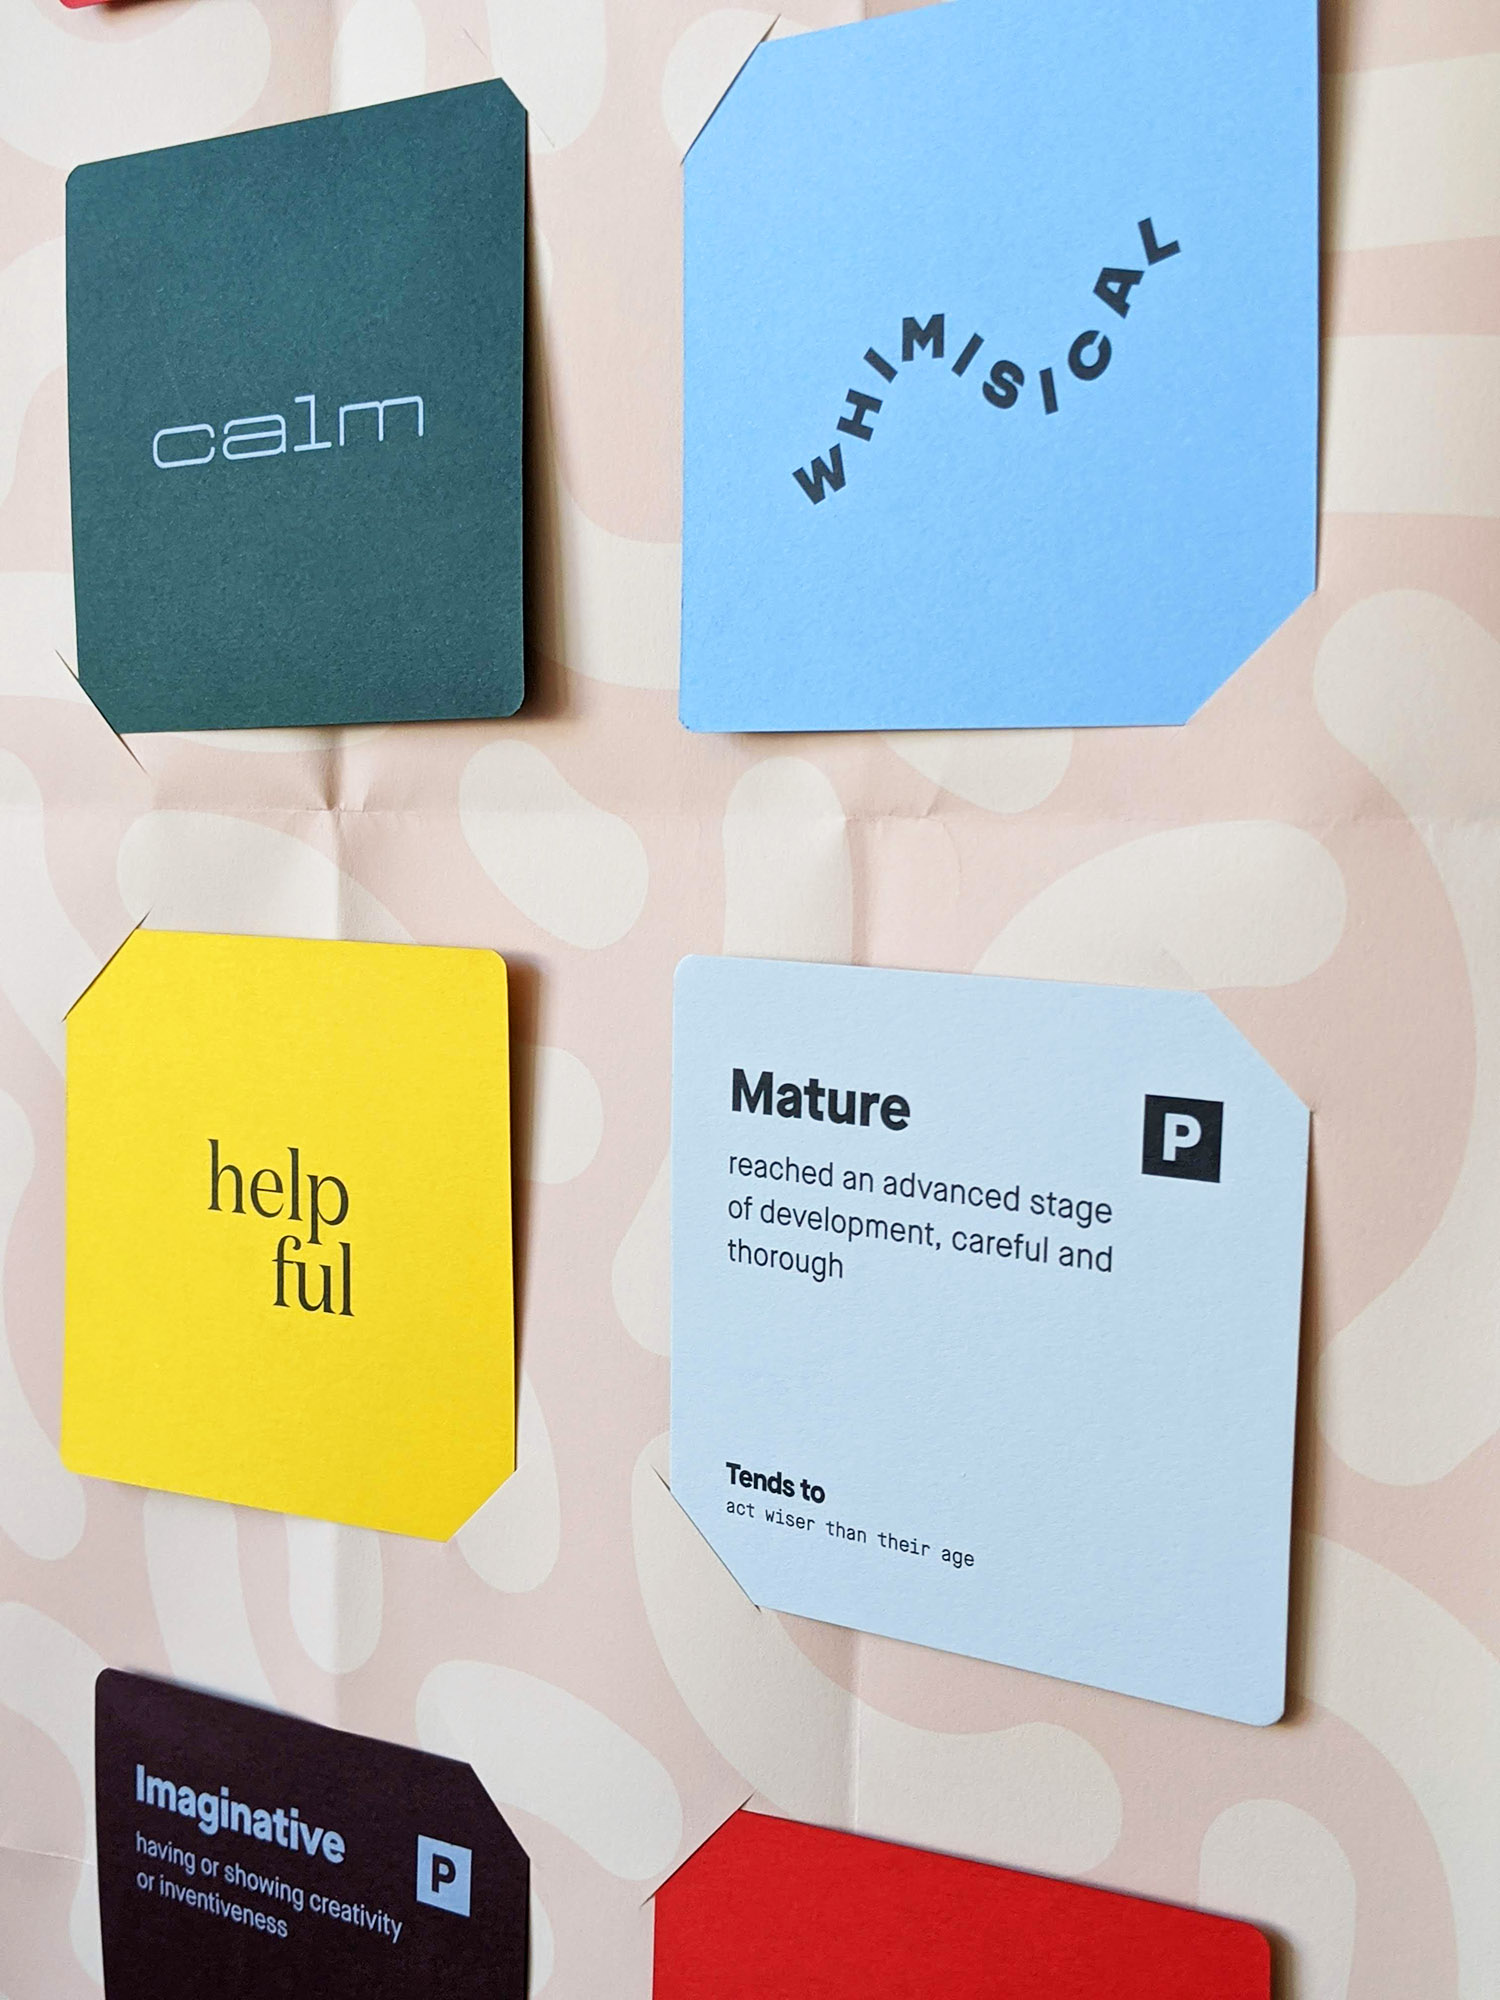 calm
WHIMISICAL
help
ful
Mature
P
reached an advanced stage
of development, careful and
thorough
Tends to
act wiser than their age
Imaginative
P
having or showing creativity
or inventiveness